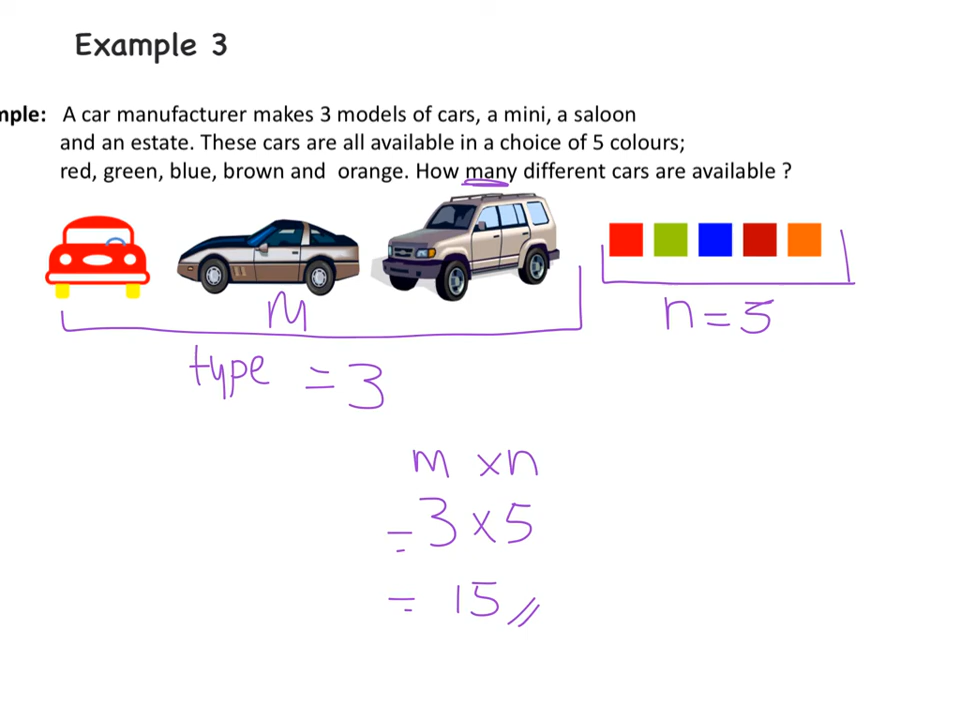 Example 3
mple: A car manufacturer makes 3 models of cars, a mini, a saloon
and an estate. These cars are all available in a choice of 5 colours;
red, green, blue, brown and orange. How many different cars are available ?
M
n = 5
type = 3
m x n
= 3 x 5
= 15 //